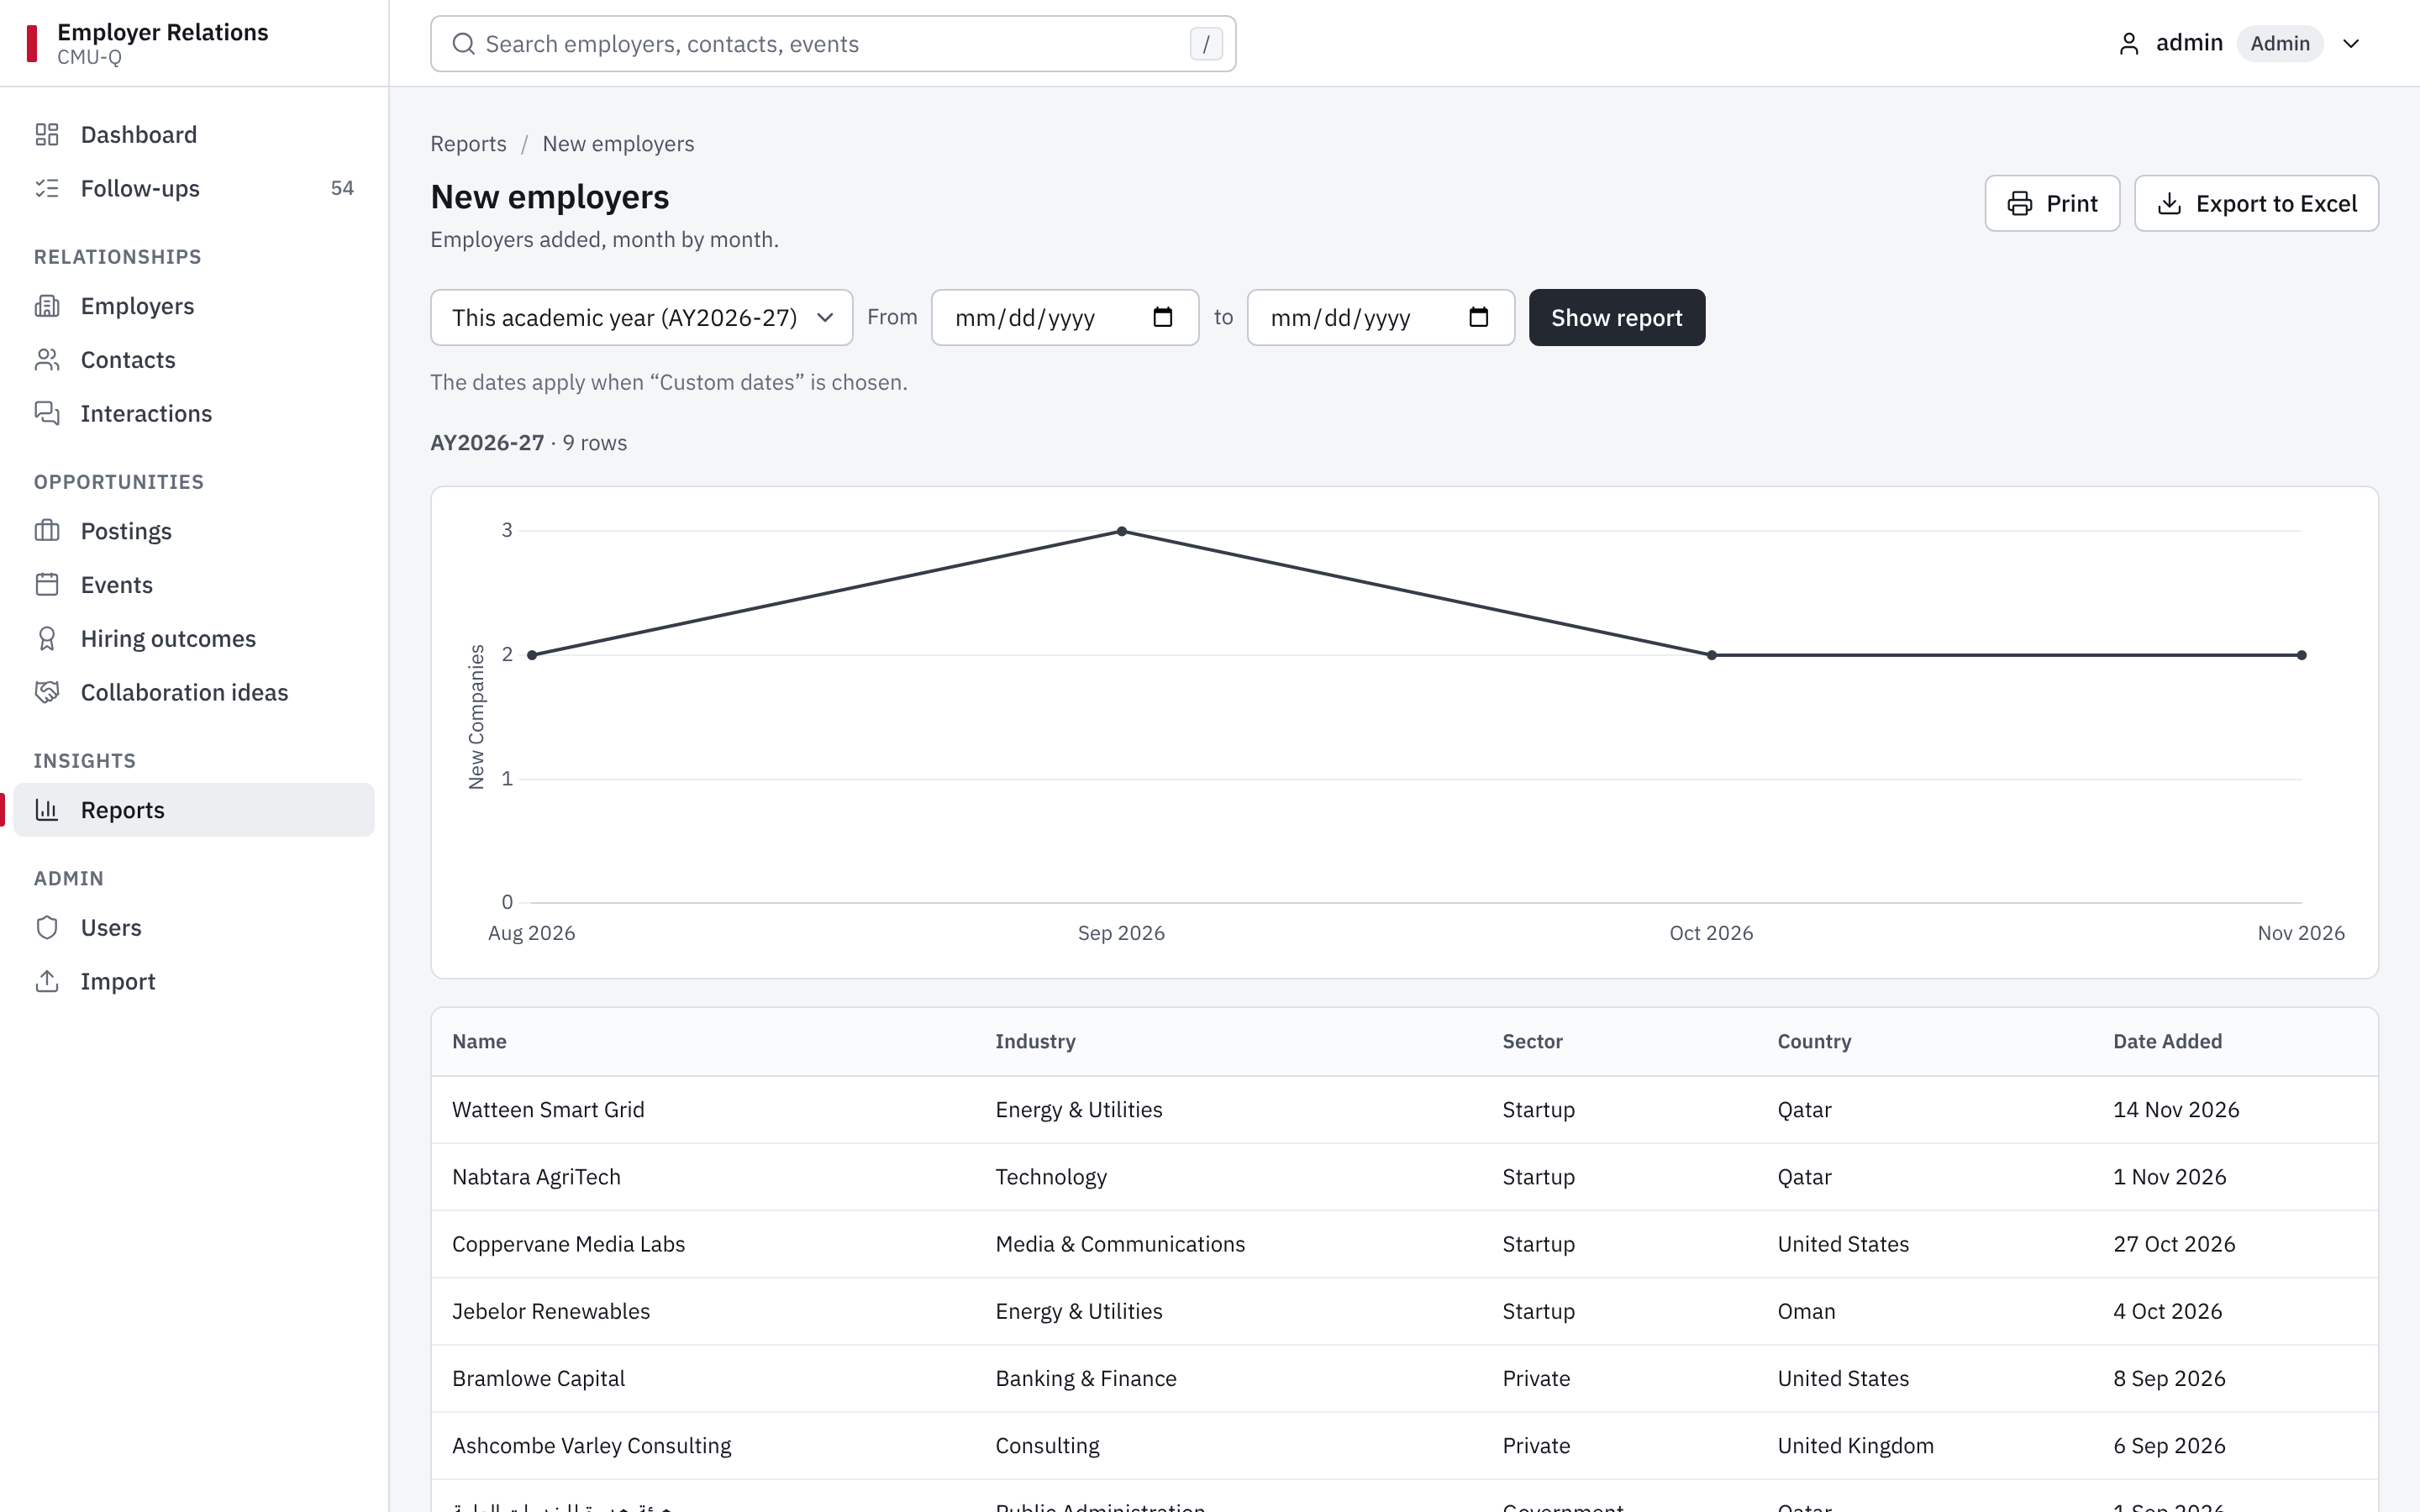 Employer Relations
CMU-Q
Search employers, contacts, events /
admin Admin
Dashboard
Follow-ups 54
RELATIONSHIPS
Employers
Contacts
Interactions
OPPORTUNITIES
Postings
Events
Hiring outcomes
Collaboration ideas
INSIGHTS
Reports
ADMIN
Users
Import
Reports / New employers
New employers
Employers added, month by month.
Print
Export to Excel
This academic year (AY2026-27) From mm/dd/yyyy to mm/dd/yyyy Show report
The dates apply when “Custom dates” is chosen.
AY2026-27 · 9 rows
New Companies
3
2
1
0
Aug 2026 Sep 2026 Oct 2026 Nov 2026
Name Industry Sector Country Date Added
Watteen Smart Grid Energy & Utilities Startup Qatar 14 Nov 2026
Nabtara AgriTech Technology Startup Qatar 1 Nov 2026
Coppervane Media Labs Media & Communications Startup United States 27 Oct 2026
Jebelor Renewables Energy & Utilities Startup Oman 4 Oct 2026
Bramlowe Capital Banking & Finance Private United States 8 Sep 2026
Ashcombe Varley Consulting Consulting Private United Kingdom 6 Sep 2026
Public Administration Government Qatar 1 Sep 2026